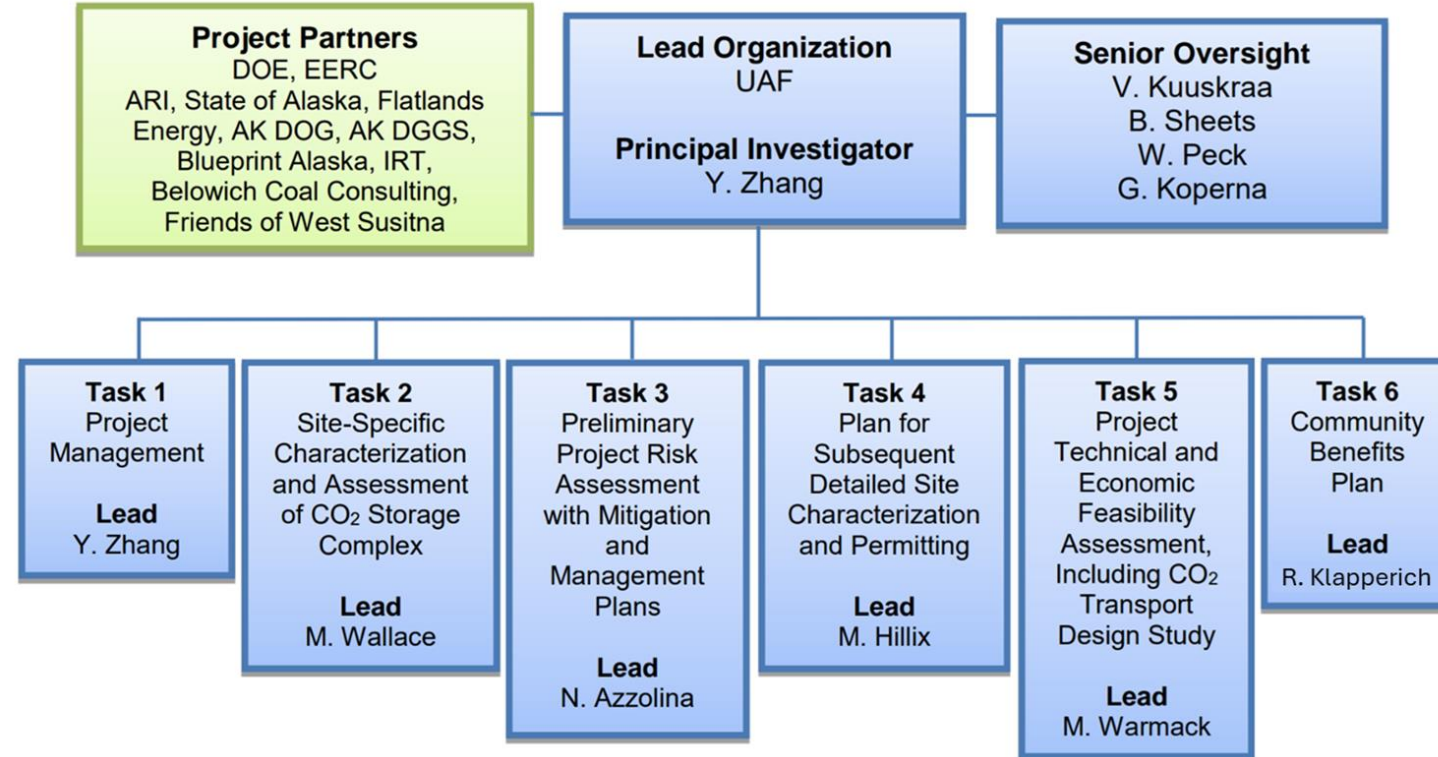 Project Partners
DOE, EERC
ARI, State of Alaska, Flatlands
Energy, AK DOG, AK DGGS,
Blueprint Alaska, IRT,
Belowich Coal Consulting,
Friends of West Susitna
Lead Organization
UAF
Principal Investigator
Y. Zhang
Senior Oversight
V. Kuuskraa
B. Sheets
W. Peck
G. Koperna
Task 1
Project
Management
Lead
Y. Zhang
Task 2
Site-Specific
Characterization
and Assessment
of CO₂ Storage
Complex
Lead
M. Wallace
Task 3
Preliminary
Project Risk
Assessment
with Mitigation
and
Management
Plans
Lead
N. Azzolina
Task 4
Plan for
Subsequent
Detailed Site
Characterization
and Permitting
Lead
M. Hillix
Task 5
Project
Technical and
Economic
Feasibility
Assessment,
Including CO₂
Transport
Design Study
Lead
M. Warmack
Task 6
Community
Benefits
Plan
Lead
R. Klapperich